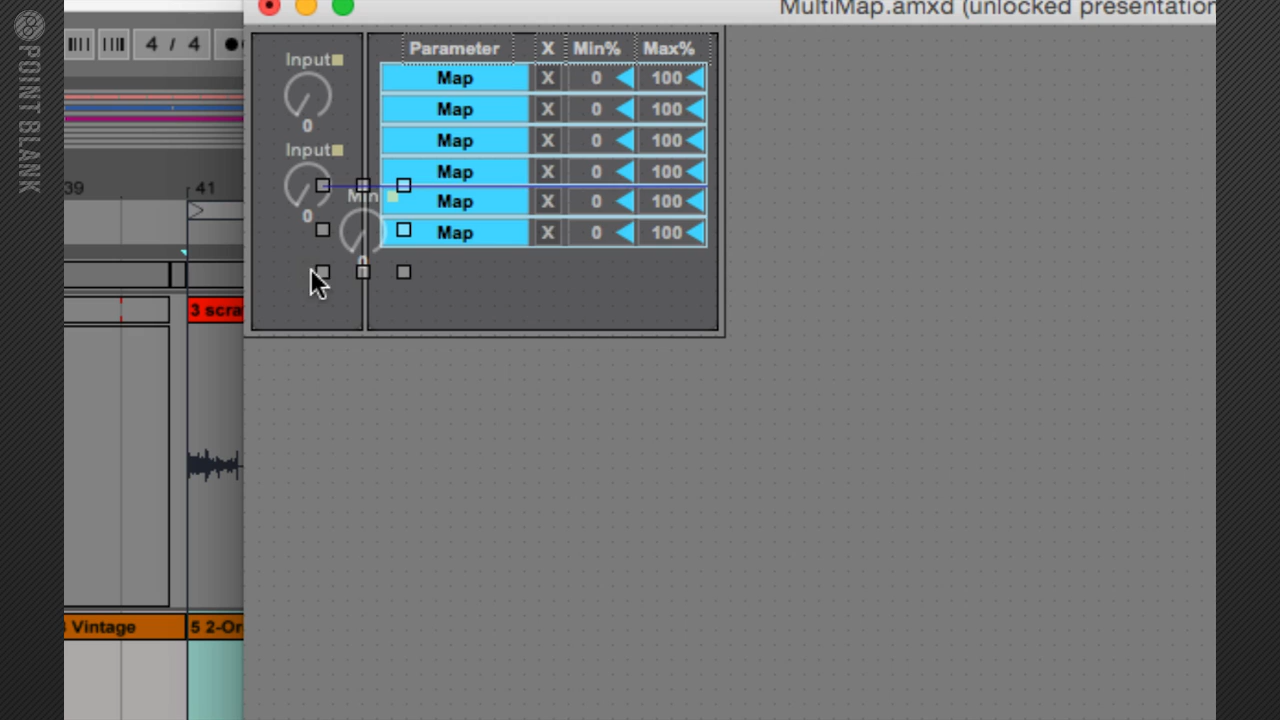 MultiMap.amxd (unlocked presentation
POINT BLANK
4 / 4
Input
0
Input
0
Min
0
Parameter X Min% Max%
Map X 0 100
Map X 0 100
Map X 0 100
Map X 0 100
Map X 0 100
Map X 0 100
39
41
3 scra
Vintage
5 2-Or